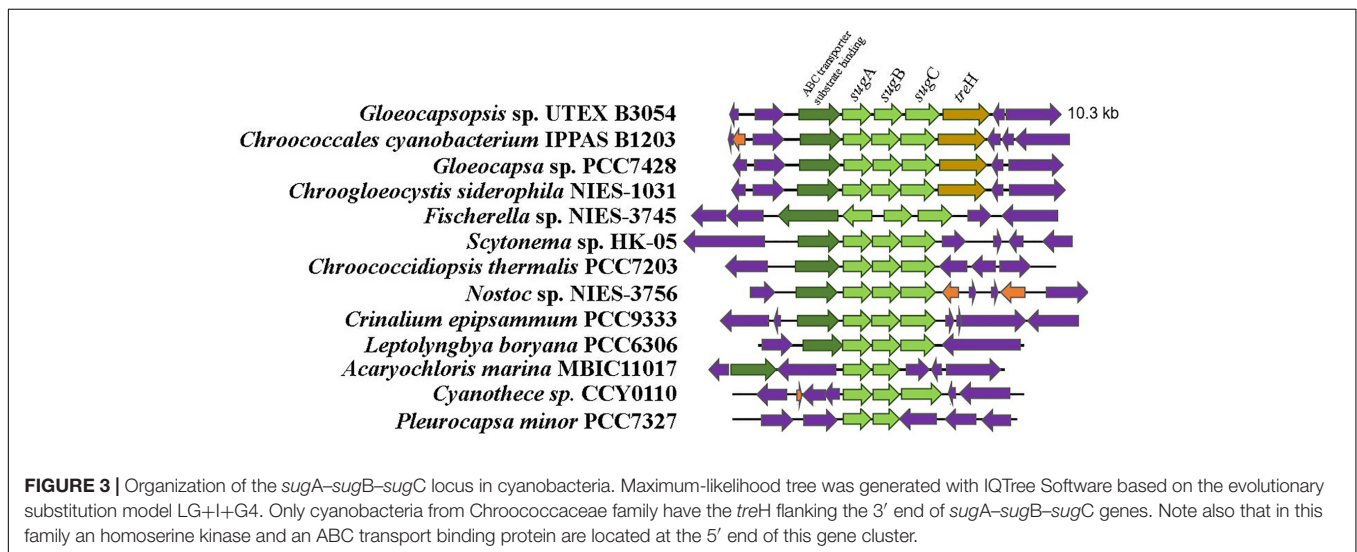 ABC transporter
substrate binding
sugA
sugB
sugC
treH
Gloeocapsopsis sp. UTEX B3054
10.3 kb
Chroococcales cyanobacterium IPPAS B1203
Gloeocapsa sp. PCC7428
Chroogloeocystis siderophila NIES-1031
Fischerella sp. NIES-3745
Scytonema sp. HK-05
Chroococcidiopsis thermalis PCC7203
Nostoc sp. NIES-3756
Crinalium epipsammum PCC9333
Leptolyngbya boryana PCC6306
Acaryochloris marina MBIC11017
Cyanothece sp. CCY0110
Pleurocapsa minor PCC7327
FIGURE 3 | Organization of the sugA–sugB–sugC locus in cyanobacteria. Maximum-likelihood tree was generated with IQTree Software based on the evolutionary
substitution model LG+I+G4. Only cyanobacteria from Chroococcaceae family have the treH flanking the 3′ end of sugA–sugB–sugC genes. Note also that in this
family an homoserine kinase and an ABC transport binding protein are located at the 5′ end of this gene cluster.